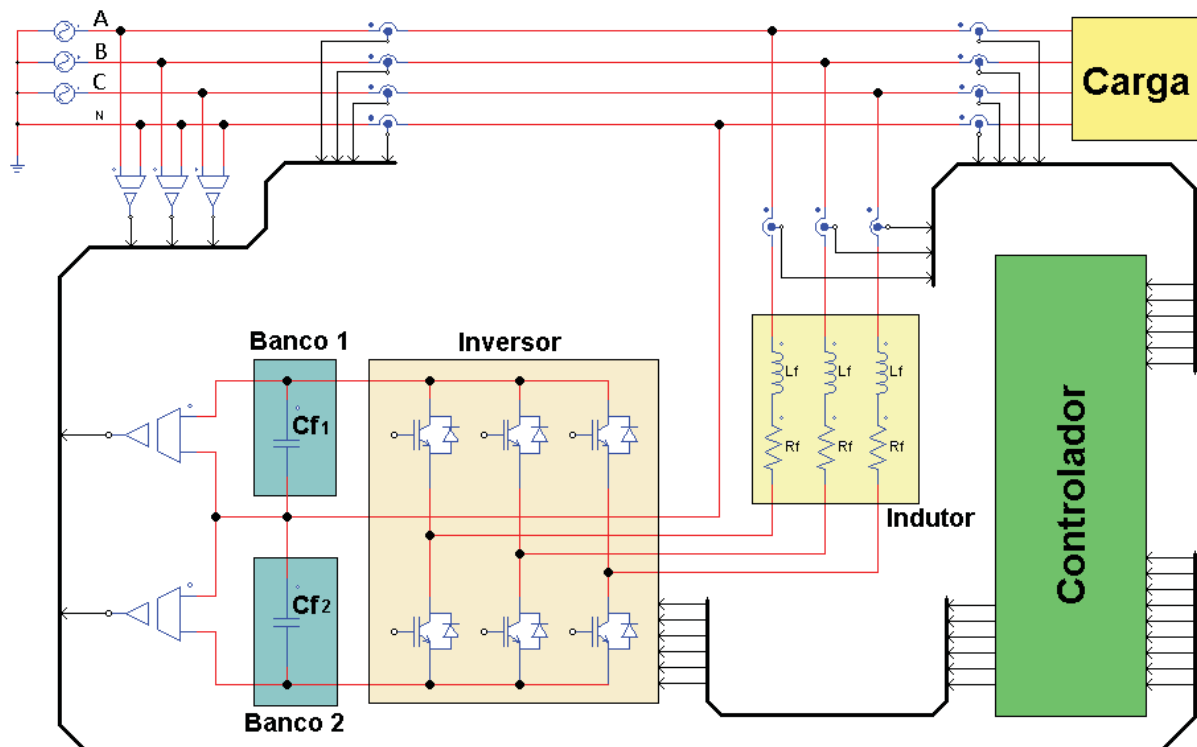 A
B
C
N
Carga
Banco 1
Inversor
Cf1
Lf
Lf
Lf
Rf
Rf
Rf
Indutor
Controlador
Cf2
Banco 2